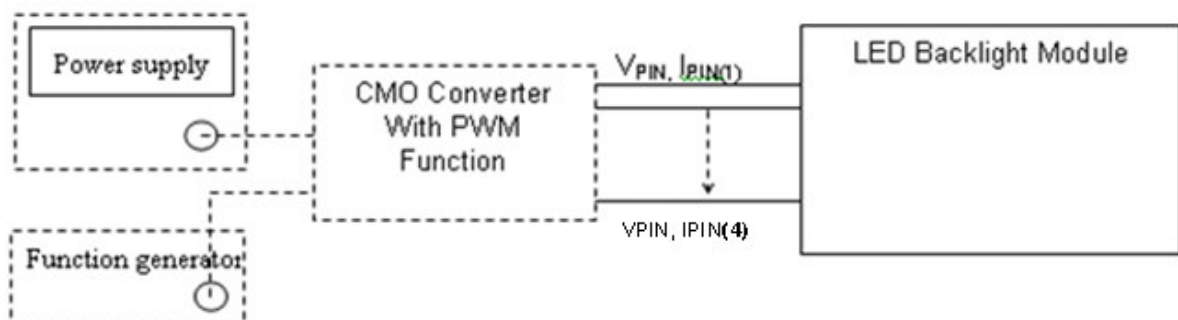 Power supply
CMO Converter
With PWM
Function
VPIN, IPIN(1)
LED Backlight Module
VPIN, IPIN(4)
Function generator